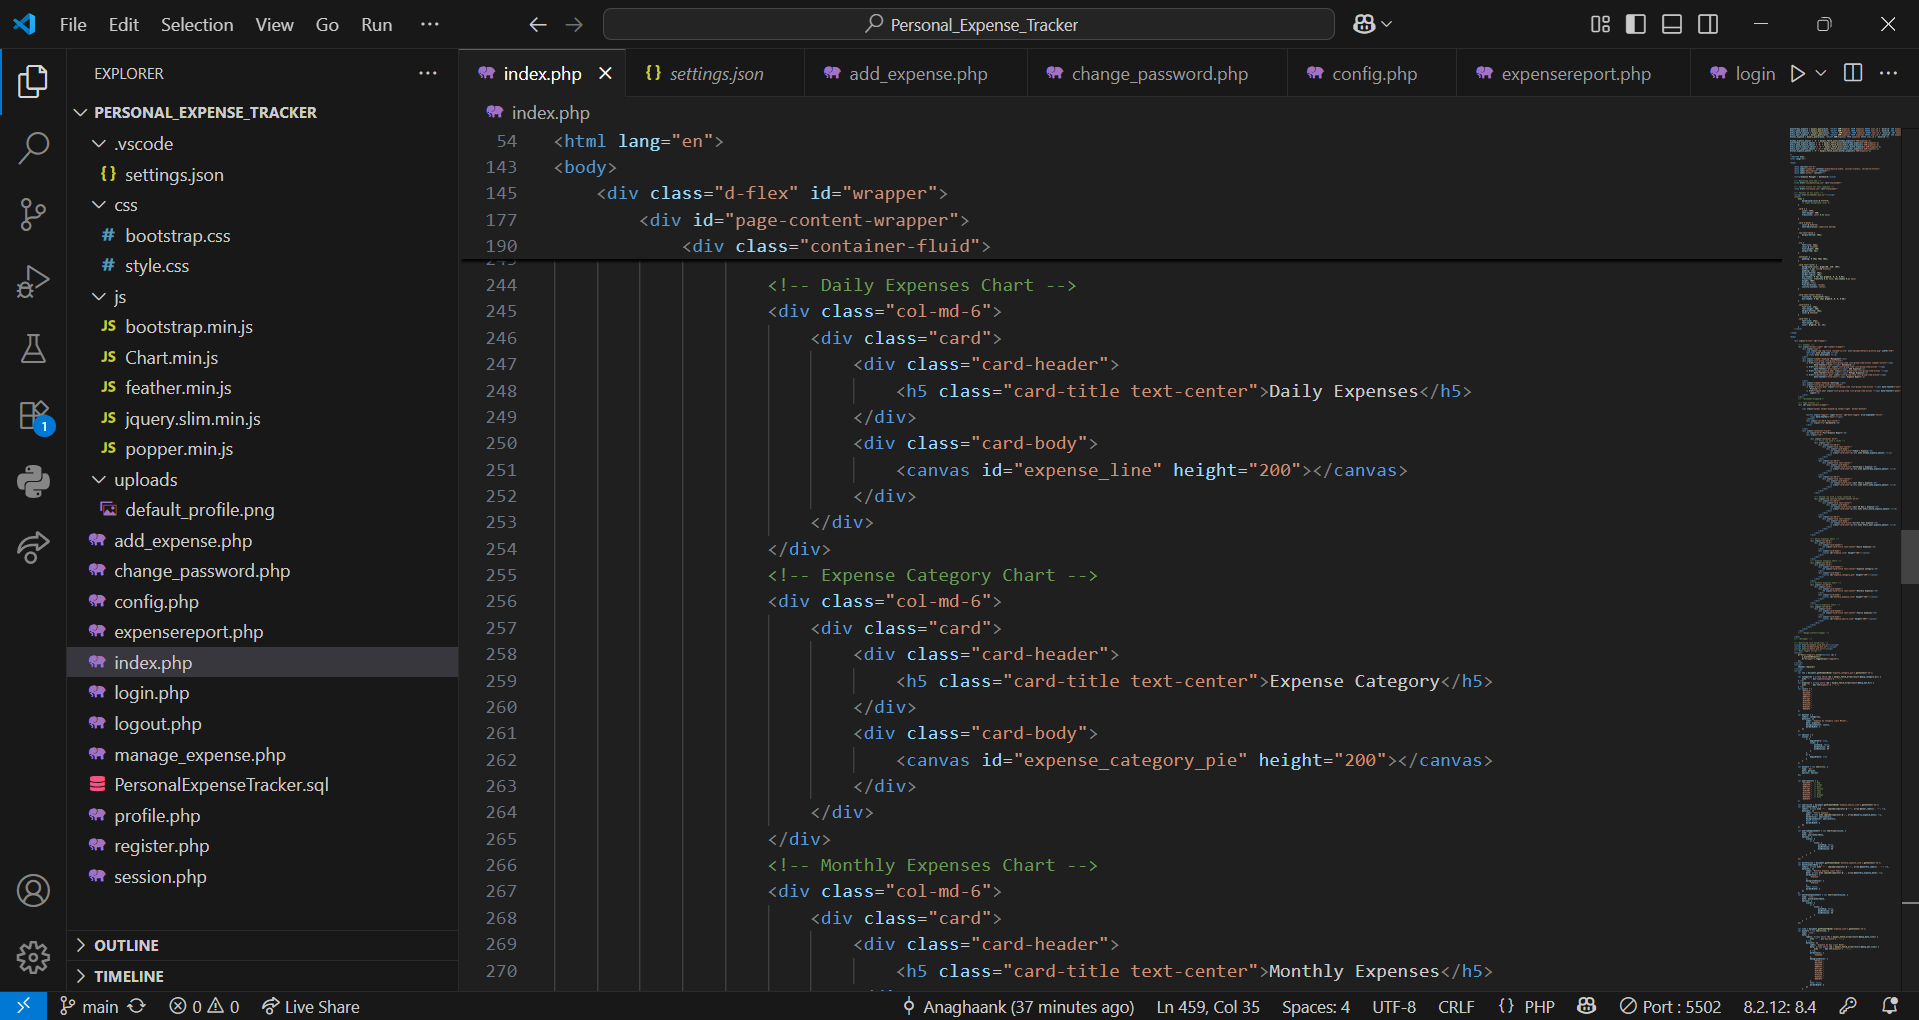 File Edit Selection View Go Run ··· Personal_Expense_Tracker
EXPLORER
PERSONAL_EXPENSE_TRACKER
.vscode
{} settings.json
css
# bootstrap.css
# style.css
js
JS bootstrap.min.js
JS Chart.min.js
JS feather.min.js
JS jquery.slim.min.js
JS popper.min.js
uploads
default_profile.png
add_expense.php
change_password.php
config.php
expensereport.php
index.php
login.php
logout.php
manage_expense.php
PersonalExpenseTracker.sql
profile.php
register.php
session.php
OUTLINE
TIMELINE
1
index.php {} settings.json add_expense.php change_password.php config.php expensereport.php login
index.php
54 <html lang="en">
143 <body>
145 <div class="d-flex" id="wrapper">
177 <div id="page-content-wrapper">
190 <div class="container-fluid">
244 <!-- Daily Expenses Chart -->
245 <div class="col-md-6">
246 <div class="card">
247 <div class="card-header">
248 <h5 class="card-title text-center">Daily Expenses</h5>
249 </div>
250 <div class="card-body">
251 <canvas id="expense_line" height="200"></canvas>
252 </div>
253 </div>
254 </div>
255 <!-- Expense Category Chart -->
256 <div class="col-md-6">
257 <div class="card">
258 <div class="card-header">
259 <h5 class="card-title text-center">Expense Category</h5>
260 </div>
261 <div class="card-body">
262 <canvas id="expense_category_pie" height="200"></canvas>
263 </div>
264 </div>
265 </div>
266 <!-- Monthly Expenses Chart -->
267 <div class="col-md-6">
268 <div class="card">
269 <div class="card-header">
270 <h5 class="card-title text-center">Monthly Expenses</h5>
main 0 0 Live Share Anaghaank (37 minutes ago) Ln 459, Col 35 Spaces: 4 UTF-8 CRLF {} PHP Port : 5502 8.2.12: 8.4